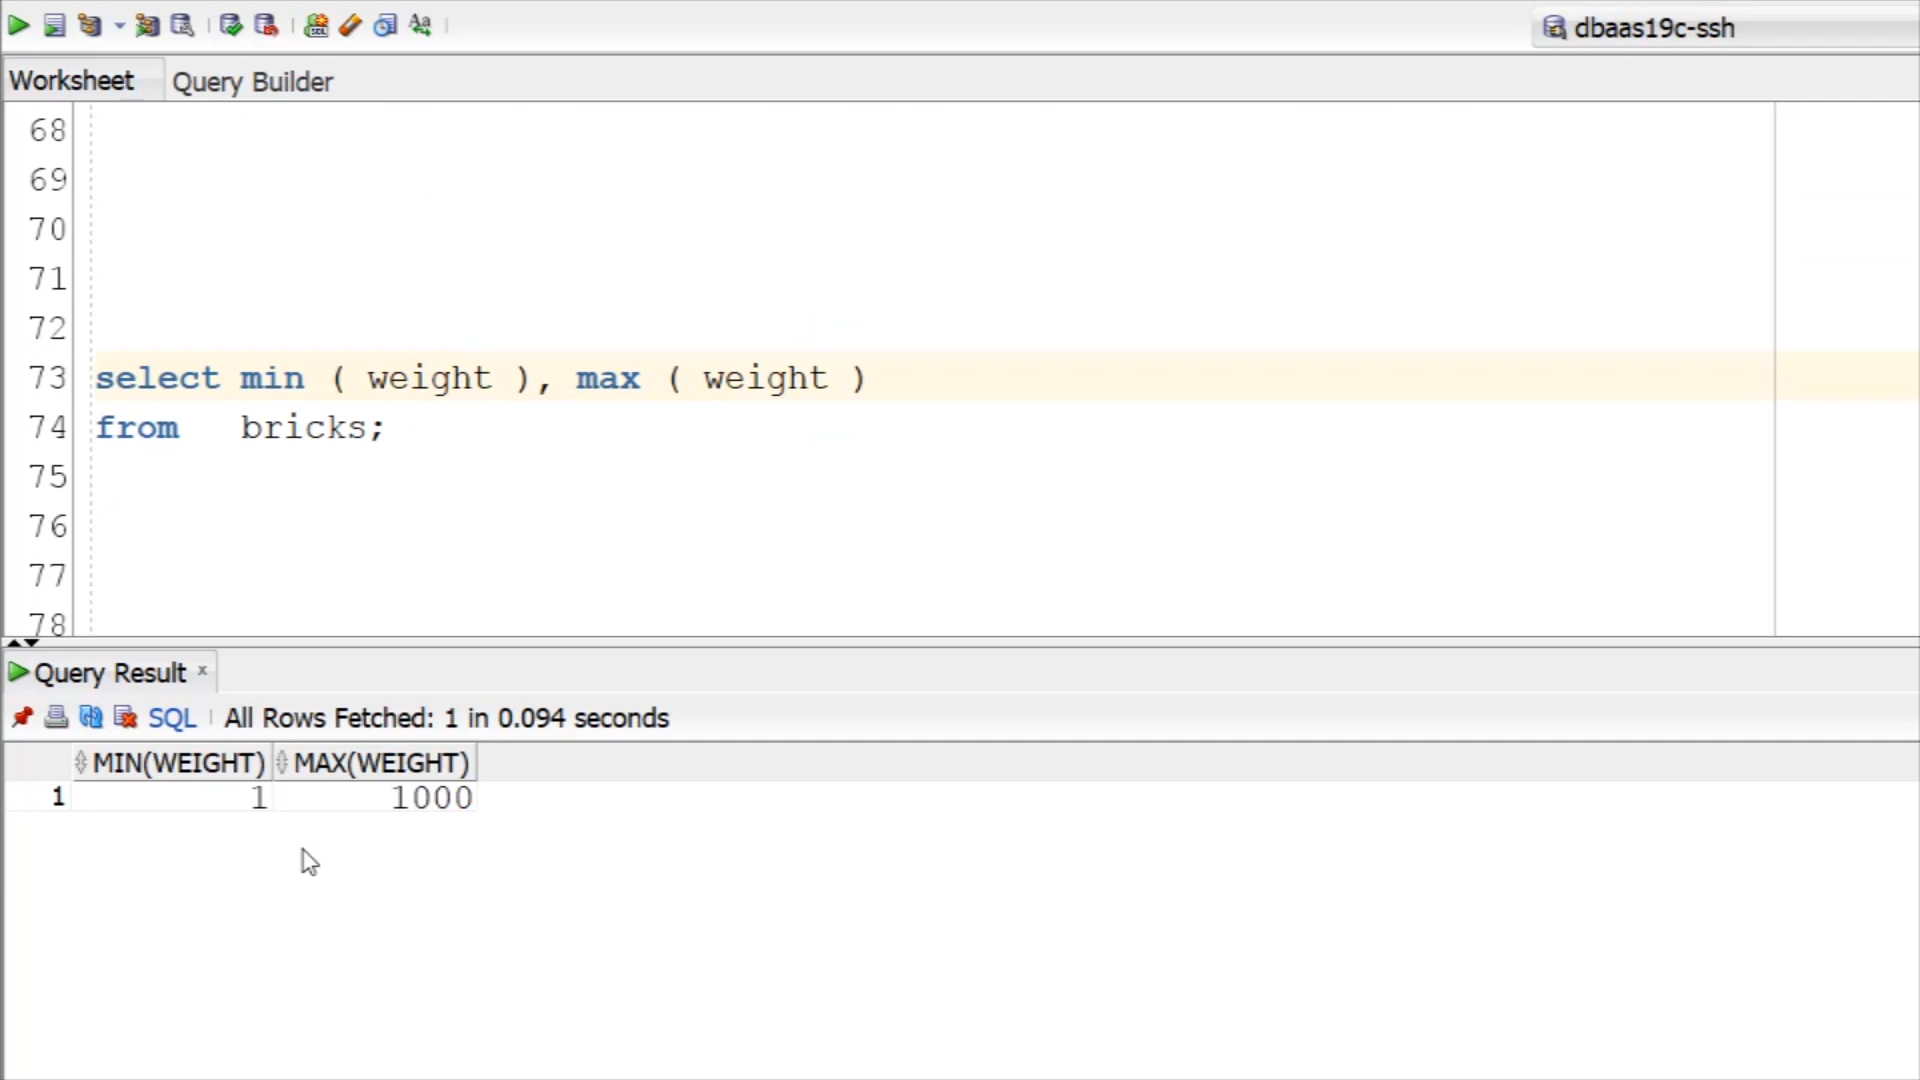 dbaas19c-ssh
Worksheet Query Builder
68
69
70
71
72
73 select min ( weight ), max ( weight )
74 from   bricks;
75
76
77
78
Query Result x
SQL All Rows Fetched: 1 in 0.094 seconds
MIN(WEIGHT) MAX(WEIGHT)
1 1 1000